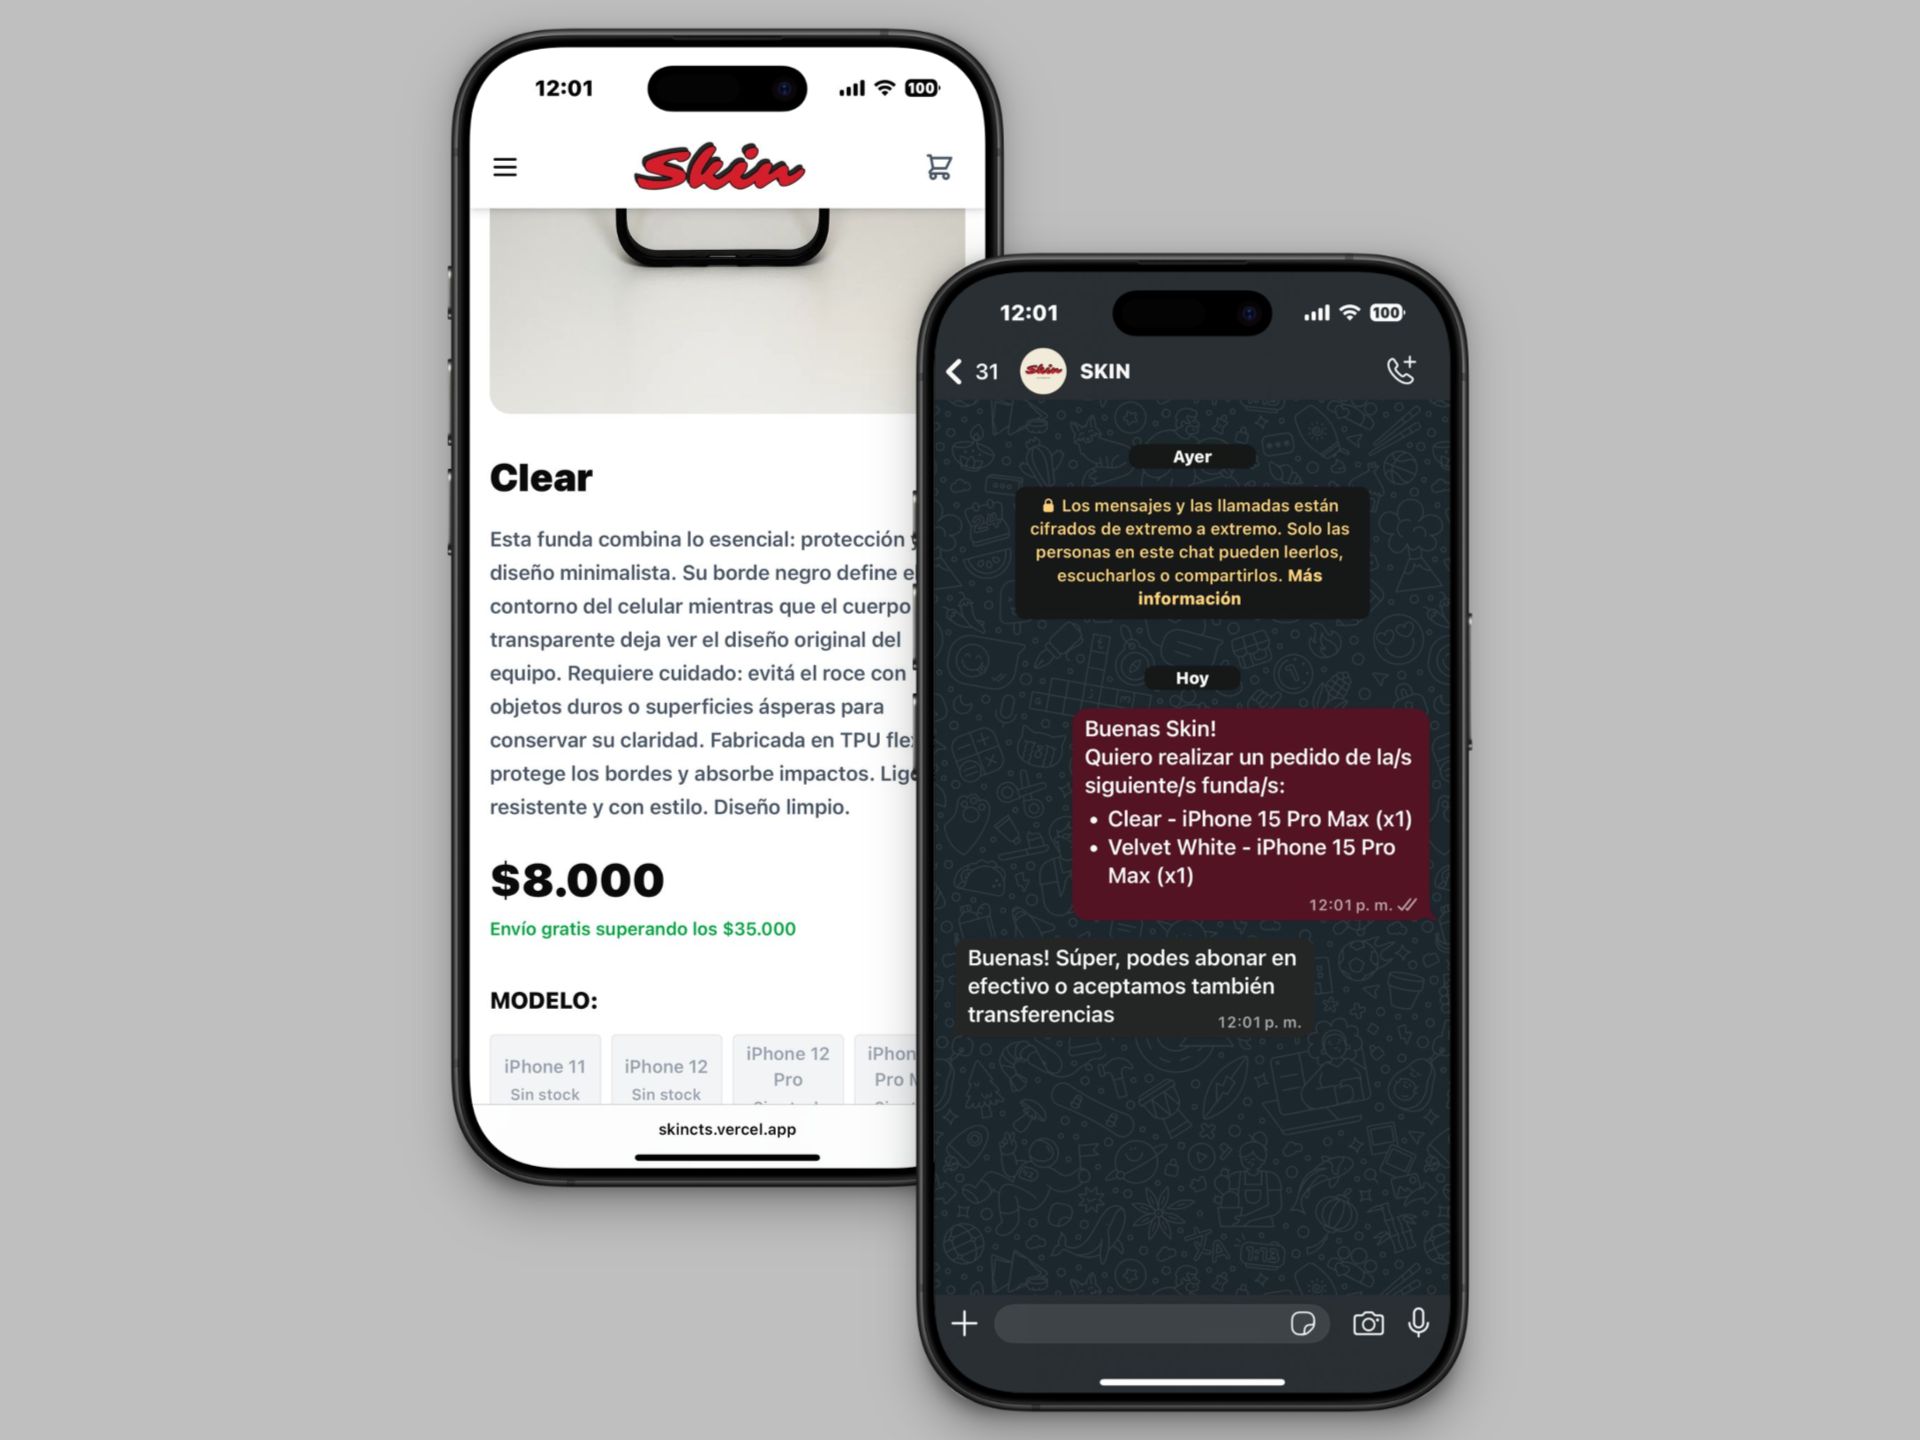 12:01
100
Skin
Clear
Esta funda combina lo esencial: protección y
diseño minimalista. Su borde negro define el
contorno del celular mientras que el cuerpo
transparente deja ver el diseño original del
equipo. Requiere cuidado: evitá el roce con
objetos duros o superficies ásperas para
conservar su claridad. Fabricada en TPU fle
protege los bordes y absorbe impactos. Lig
resistente y con estilo. Diseño limpio.
$8.000
Envío gratis superando los $35.000
MODELO:
iPhone 11
Sin stock
iPhone 12
Sin stock
iPhone 12
Pro
iPhon
Pro M
skincts.vercel.app
12:01
100
31
Skin
SKIN
Ayer
Los mensajes y las llamadas están
cifrados de extremo a extremo. Solo las
personas en este chat pueden leerlos,
escucharlos o compartirlos. Más
información
Hoy
Buenas Skin!
Quiero realizar un pedido de la/s
siguiente/s funda/s:
• Clear - iPhone 15 Pro Max (x1)
• Velvet White - iPhone 15 Pro
Max (x1)
12:01 p. m.
Buenas! Súper, podes abonar en
efectivo o aceptamos también
transferencias
12:01 p. m.